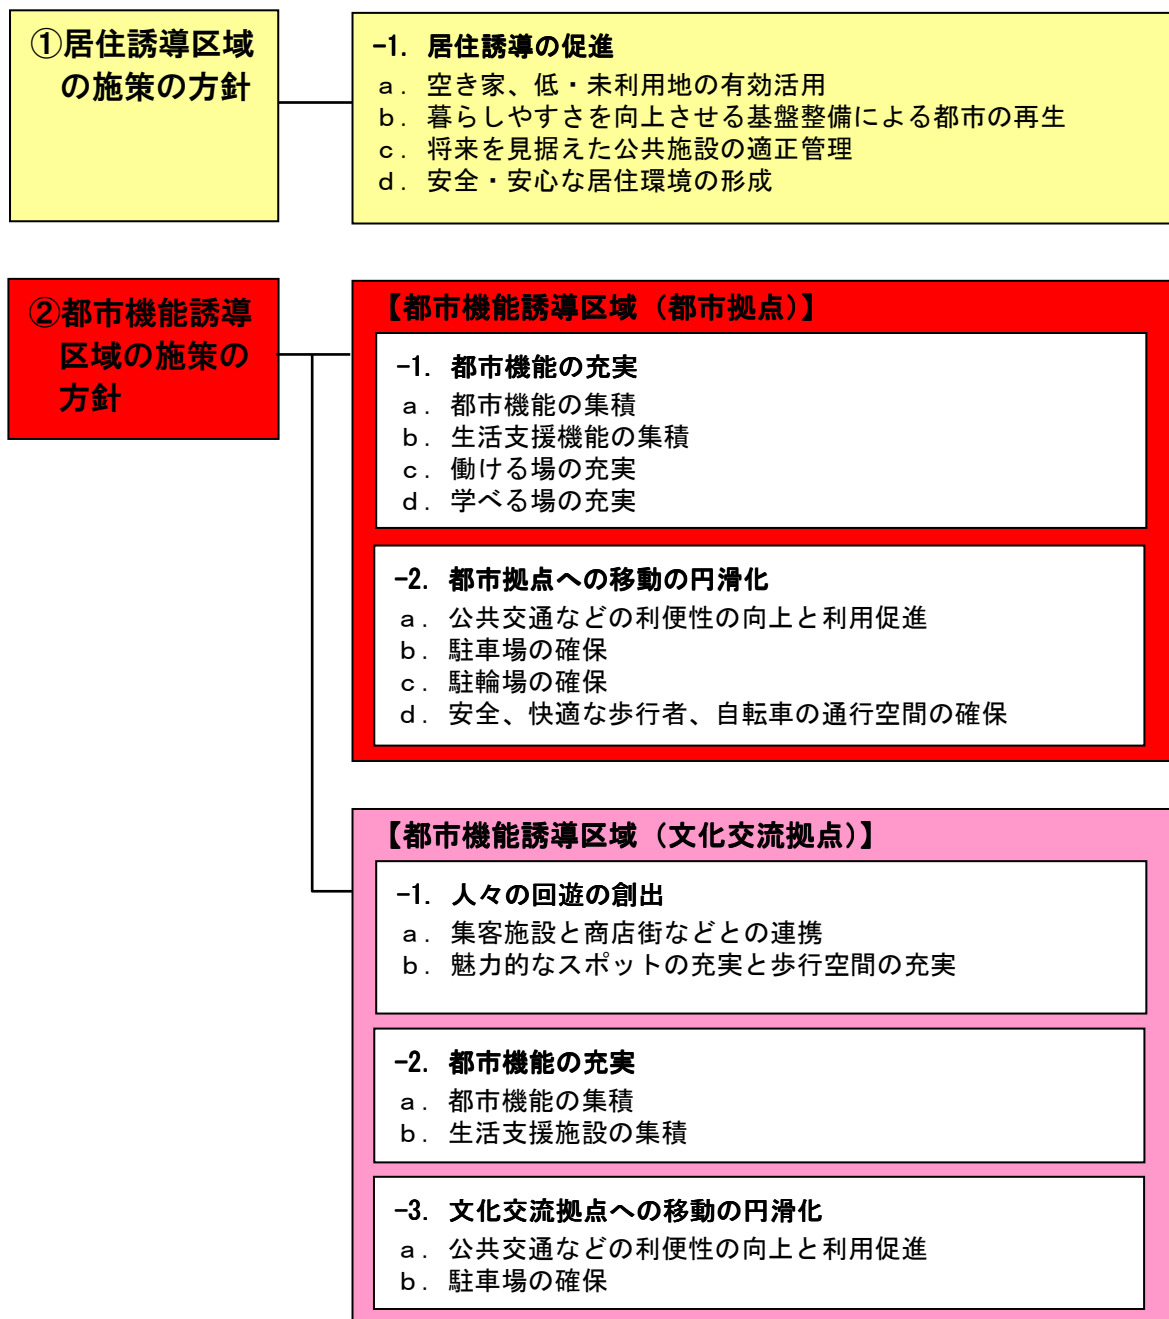 ①居住誘導区域
の施策の方針
-1. 居住誘導の促進
a. 空き家、低・未利用地の有効活用
b. 暮らしやすさを向上させる基盤整備による都市の再生
c. 将来を見据えた公共施設の適正管理
d. 安全・安心な居住環境の形成
②都市機能誘導
区域の施策の
方針
【都市機能誘導区域（都市拠点）】
-1. 都市機能の充実
a. 都市機能の集積
b. 生活支援機能の集積
c. 働ける場の充実
d. 学べる場の充実
-2. 都市拠点への移動の円滑化
a. 公共交通などの利便性の向上と利用促進
b. 駐車場の確保
c. 駐輪場の確保
d. 安全、快適な歩行者、自転車の通行空間の確保
【都市機能誘導区域（文化交流拠点）】
-1. 人々の回遊の創出
a. 集客施設と商店街などとの連携
b. 魅力的なスポットの充実と歩行空間の充実
-2. 都市機能の充実
a. 都市機能の集積
b. 生活支援施設の集積
-3. 文化交流拠点への移動の円滑化
a. 公共交通などの利便性の向上と利用促進
b. 駐車場の確保